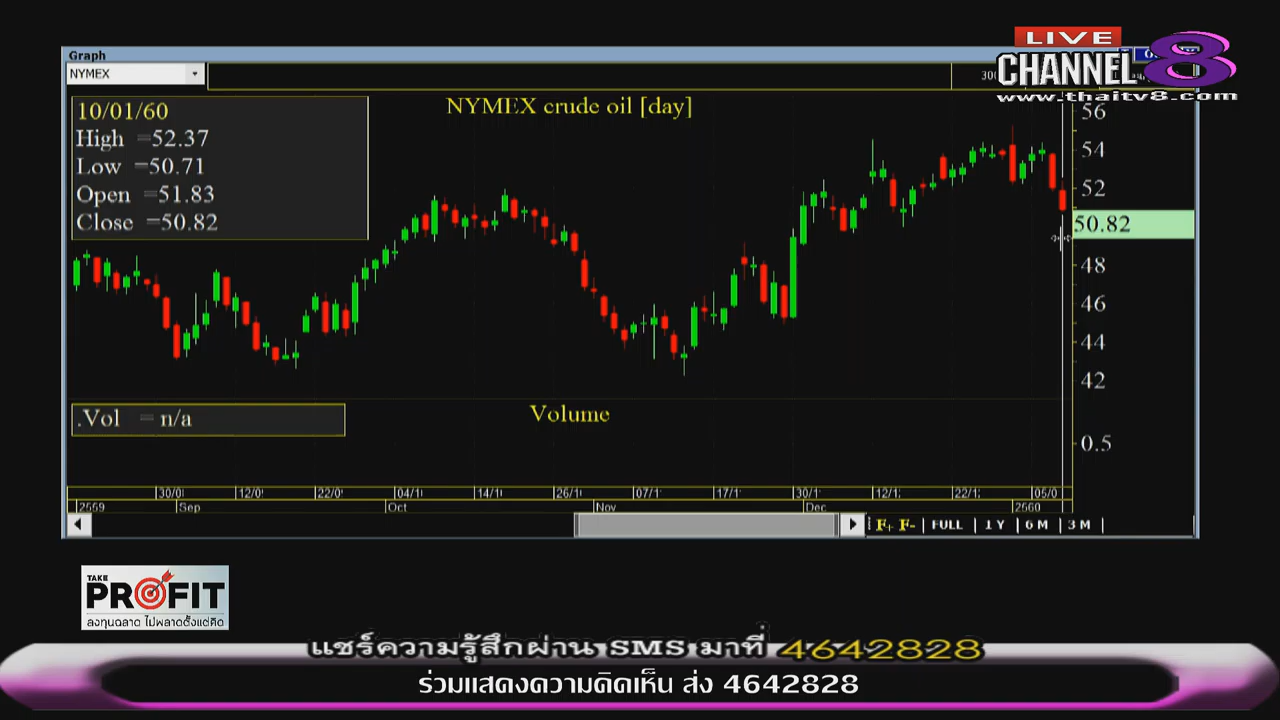 LIVE
CHANNEL 8
www.thaitv8.com
Graph
NYMEX
300
NYMEX crude oil [day]
10/01/60
High =52.37
Low =50.71
Open =51.83
Close =50.82
56
54
52
50.82
48
46
44
42
.Vol = n/a
Volume
0.5
30/0 12/0 22/0 04/1 14/1 26/1 07/1 17/1 30/1 12/1 22/1 05/0
2559 Sep Oct Nov Dec 2560
F+ F- FULL 1Y 6M 3M
TAKE
PROFIT
ลงทุนฉลาด ไม่พลาดตั้งแต่คิด
แชร์ความรู้สึกผ่าน SMS มาที่ 4642828
ร่วมแสดงความคิดเห็น ส่ง 4642828